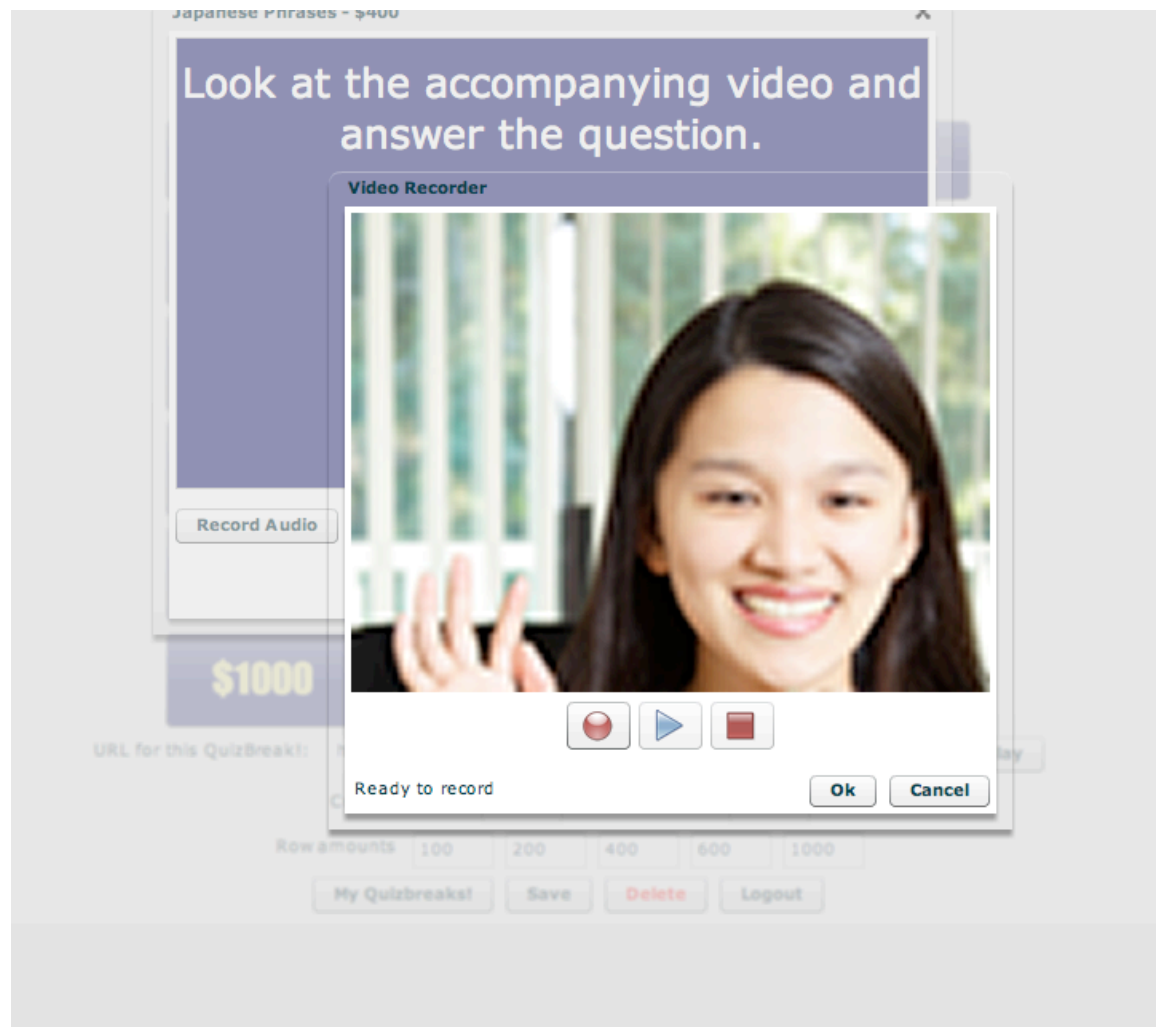 Japanese Phrases - $400
Look at the accompanying video and
answer the question.
Video Recorder
Record Audio
$1000
URL for this QuizBreak!:
Ready to record
Ok
Cancel
Row amounts 100 200 400 600 1000
My Quizbreaks!
Save
Delete
Logout